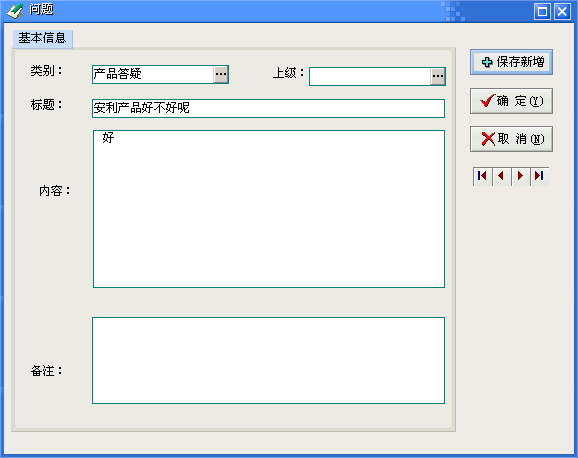 问题
基本信息
类别：
产品答疑
上级：
标题：
安利产品好不好呢
内容：
好
备注：
保存新增
确 定(Y)
取 消(N)